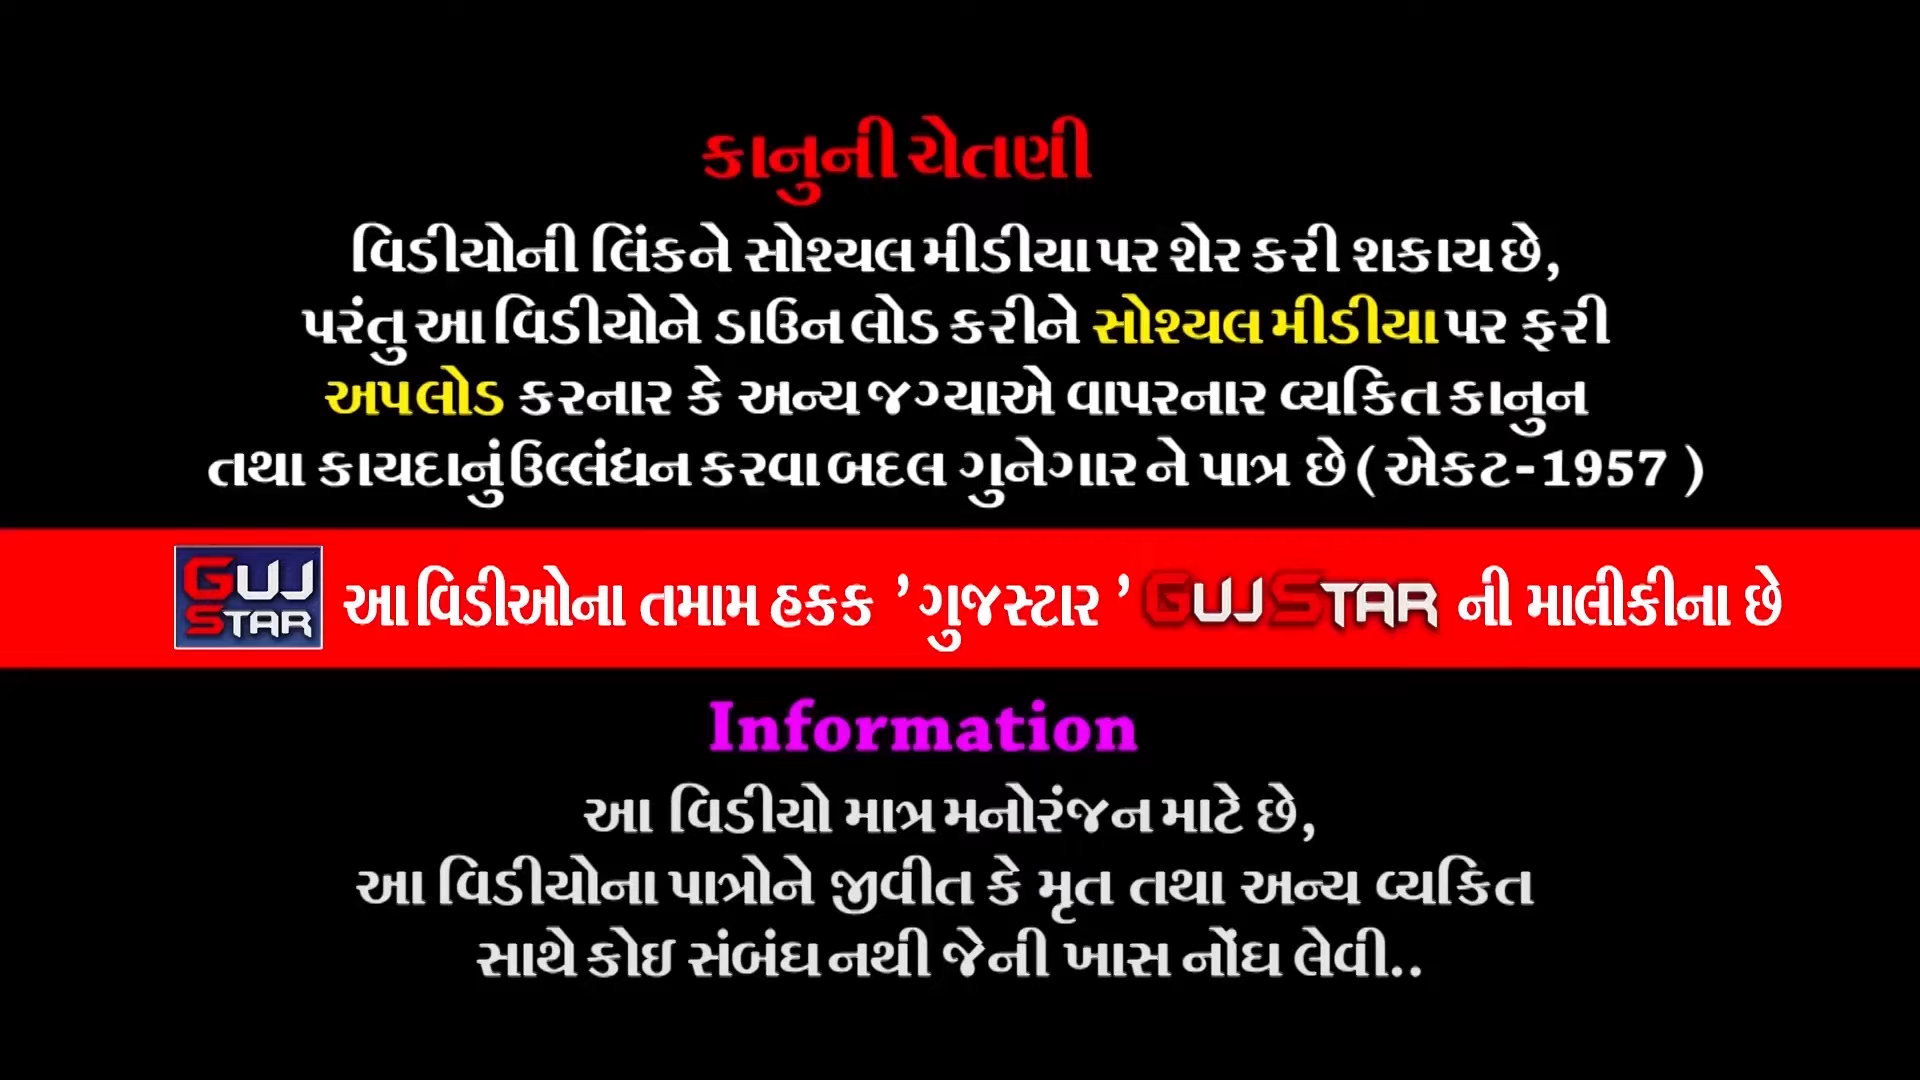 કાનુની ચેતણી
વિડીયોની લિંકને સોશ્યલ મીડીયા પર શેર કરી શકાય છે,
પરંતુ આ વિડીયોને ડાઉન લોડ કરીને સોશ્યલ મીડીયા પર ફરી
અપલોડ કરનાર કે અન્ય જગ્યાએ વાપરનાર વ્યકિત કાનુન
તથા કાયદાનું ઉલ્લંઘન કરવા બદલ ગુનેગાર ને પાત્ર છે ( એકટ-1957 )
GUJ STAR આ વિડીઓના તમામ હકક ’ ગુજસ્ટાર ’ GUJ STAR ની માલીકીના છે
Information
આ વિડીયો માત્ર મનોરંજન માટે છે,
આ વિડીયોના પાત્રોને જીવીત કે મૃત તથા અન્ય વ્યકિત
સાથે કોઇ સંબંઘ નથી જેની ખાસ નોંઘ લેવી..